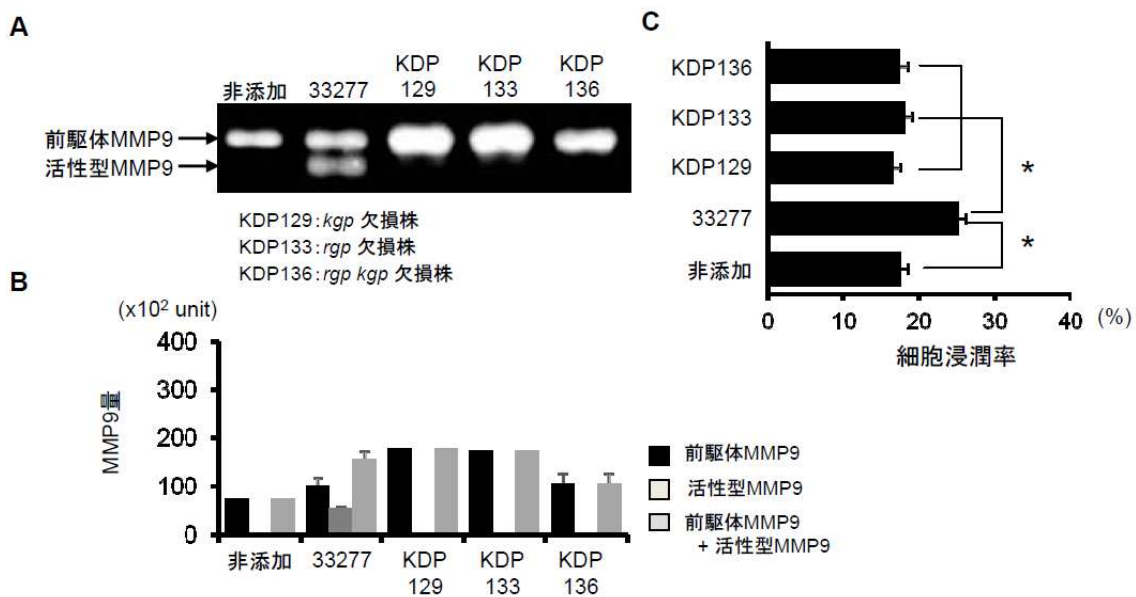 A
非添加 33277 KDP 129 KDP 133 KDP 136
前駆体MMP9
活性型MMP9
KDP129:kgp 欠損株
KDP133:rgp 欠損株
KDP136:rgp kgp 欠損株
B
(x10² unit)
MMP9量
400
300
200
100
0
非添加 33277 KDP 129 KDP 133 KDP 136
前駆体MMP9
活性型MMP9
前駆体MMP9
+ 活性型MMP9
C
KDP136
KDP133
KDP129
33277
非添加
*
*
0 10 20 30 40 (%)
細胞浸潤率